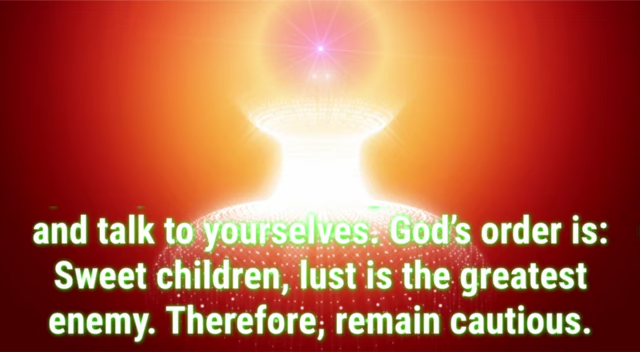 and talk to yourselves. God's order is:
Sweet children, lust is the greatest
enemy. Therefore, remain cautious.